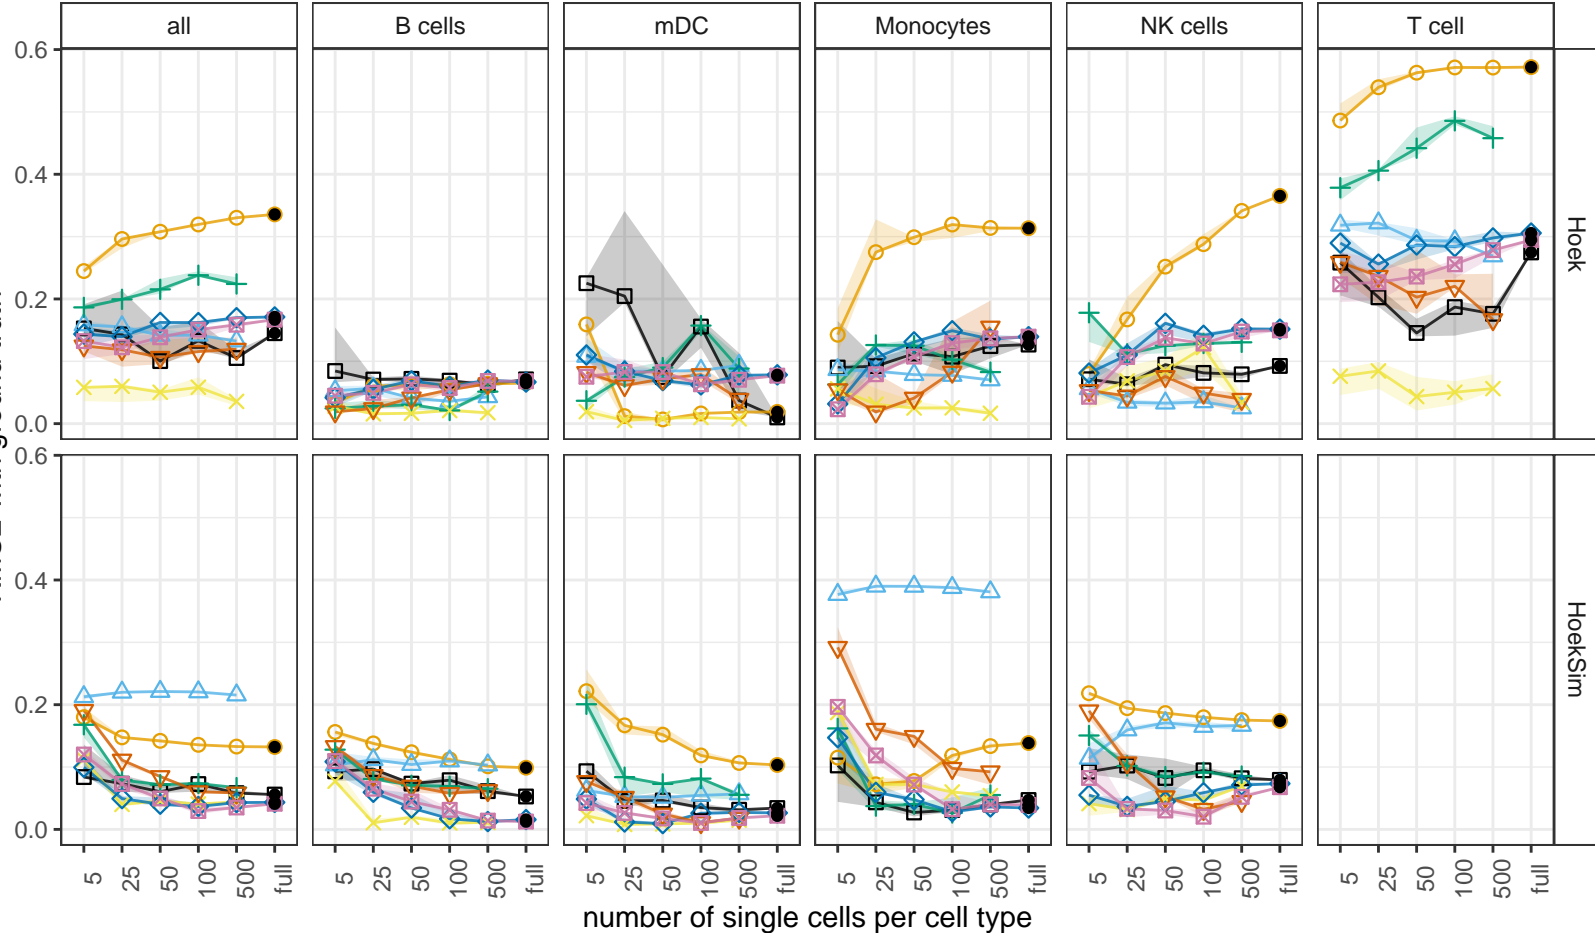 all B cells mDC Monocytes NK cells T cell
0.6
0.4
0.2
0.0
Hoek
0.6
0.4
0.2
0.0
HoekSim
5 25 50 100 500 full 5 25 50 100 500 full 5 25 50 100 500 full 5 25 50 100 500 full 5 25 50 100 500 full 5 25 50 100 500 full
number of single cells per cell type